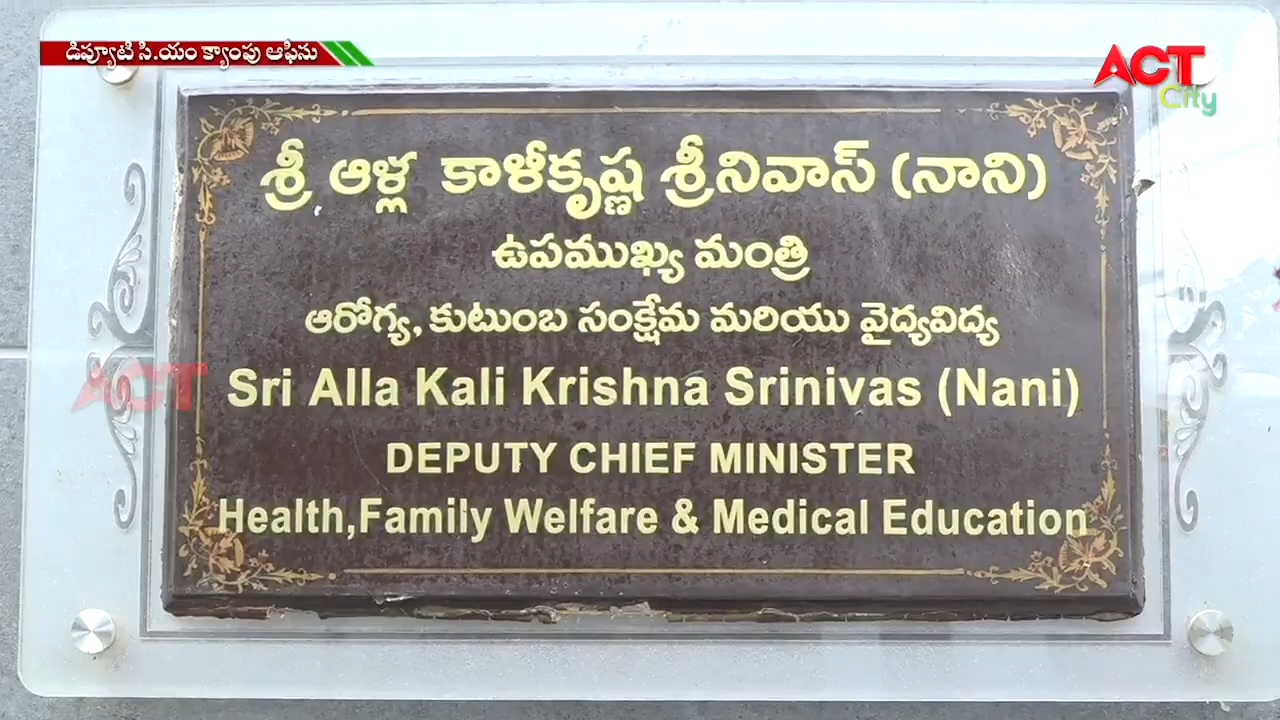 డిప్యూటి సి.యం క్యాంపు ఆఫీసు
ACT
City
శ్రీ ఆళ్ల కాళీకృష్ణ శ్రీనివాస్ (నాని)
ఉపముఖ్య మంత్రి
ఆరోగ్య, కుటుంబ సంక్షేమ మరియు వైద్యవిద్య
ACT
Sri Alla Kali Krishna Srinivas (Nani)
DEPUTY CHIEF MINISTER
Health,Family Welfare & Medical Education